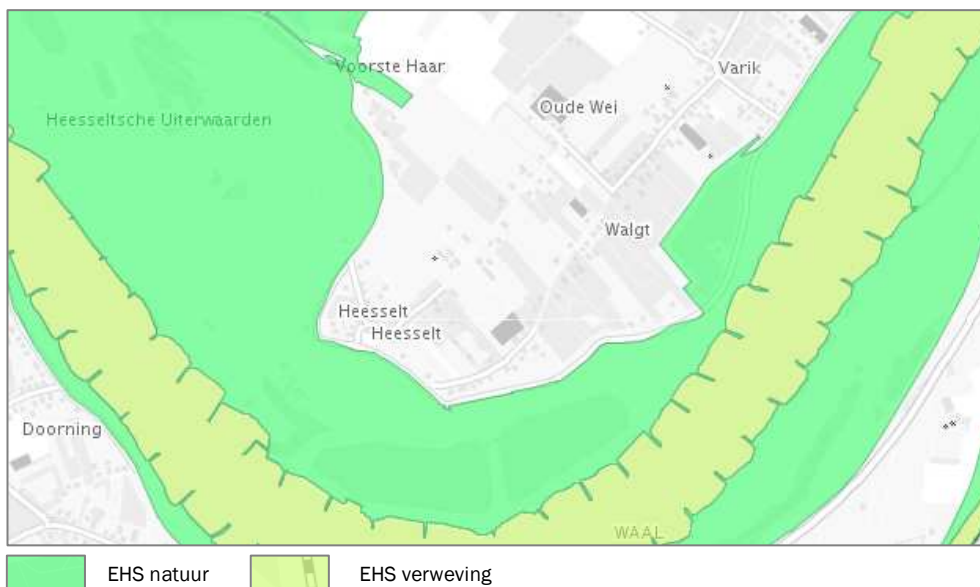 Voorste Haar
Varik
Oude Wei
Heesseltsche Uiterwaarden
Walgt
Heesselt
Heesselt
Doorning
WAAL
EHS natuur
EHS verweving